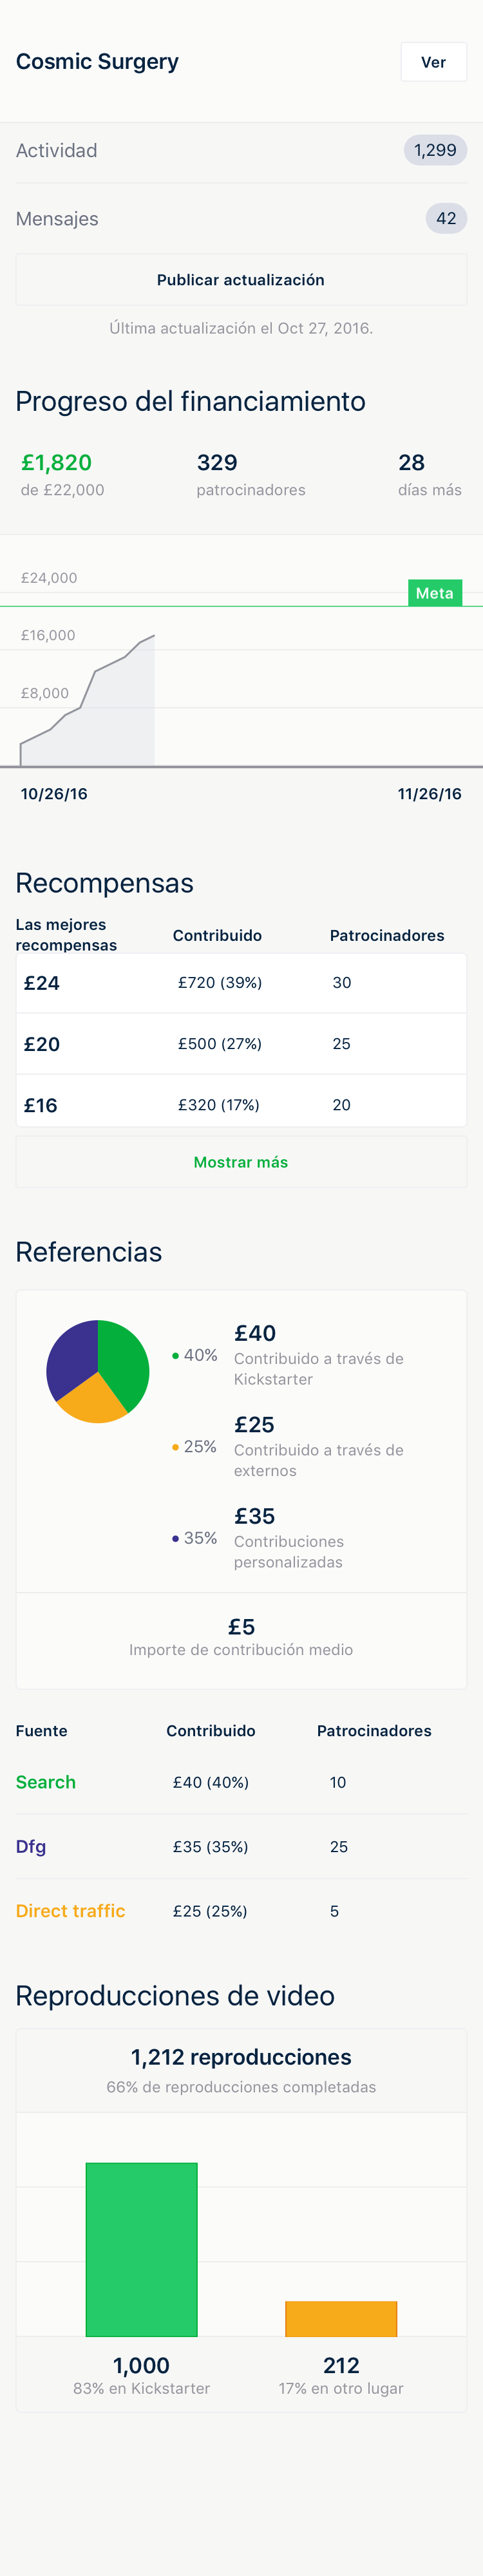 Cosmic Surgery
Ver
Actividad
1,299
Mensajes
42
Publicar actualización
Última actualización el Oct 27, 2016.
Progreso del financiamiento
£1,820
329
28
de £22,000
patrocinadores
días más
£24,000
Meta
£16,000
£8,000
10/26/16
11/26/16
Recompensas
Las mejores
recompensas
Contribuido
Patrocinadores
£24
£720 (39%)
30
£20
£500 (27%)
25
£16
£320 (17%)
20
Mostrar más
Referencias
40%
£40
Contribuido a través de
Kickstarter
25%
£25
Contribuido a través de
externos
35%
£35
Contribuciones
personalizadas
£5
Importe de contribución medio
Fuente
Contribuido
Patrocinadores
Search
£40 (40%)
10
Dfg
£35 (35%)
25
Direct traffic
£25 (25%)
5
Reproducciones de video
1,212 reproducciones
66% de reproducciones completadas
1,000
212
83% en Kickstarter
17% en otro lugar